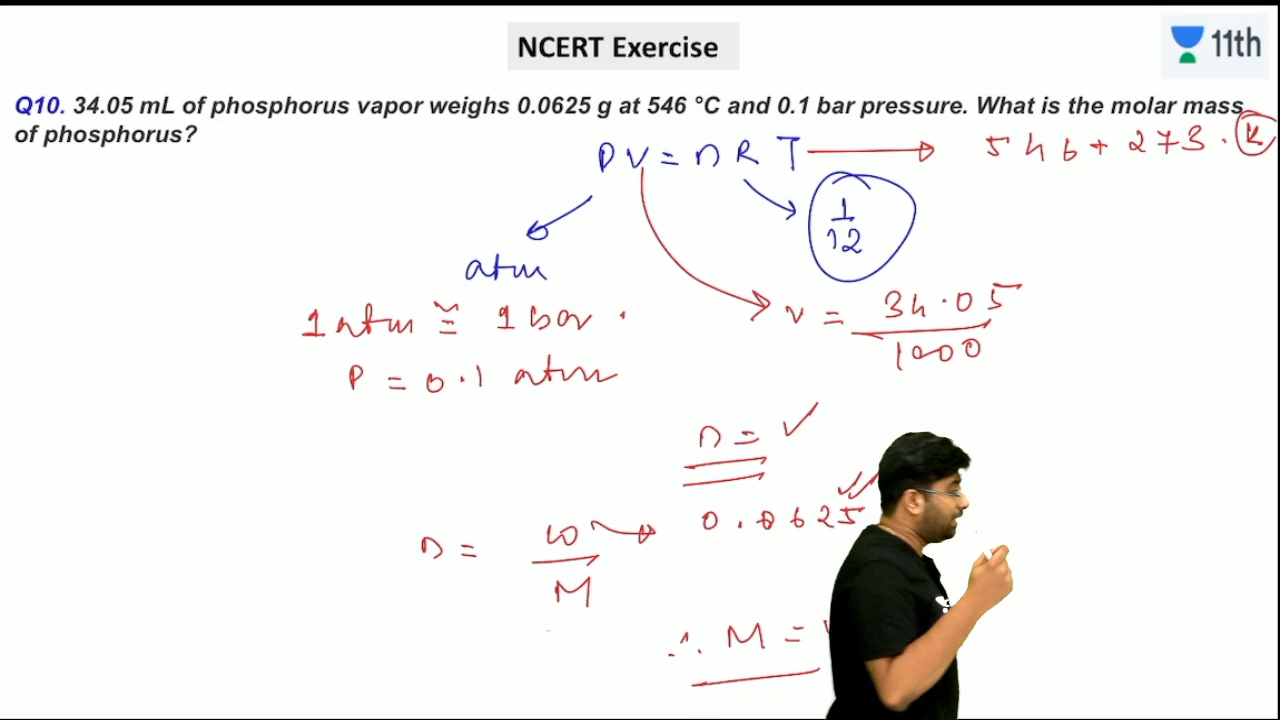 NCERT Exercise
11th
Q10. 34.05 mL of phosphorus vapor weighs 0.0625 g at 546 °C and 0.1 bar pressure. What is the molar mass
of phosphorus?
PV = n R T → 546 + 273 . K
1/12
atm
1 atm ≅ 1 bar .
v = 34.05/1000
P = 0.1 atm
n = ✓
n = w/M → 0.0625
∴ M =